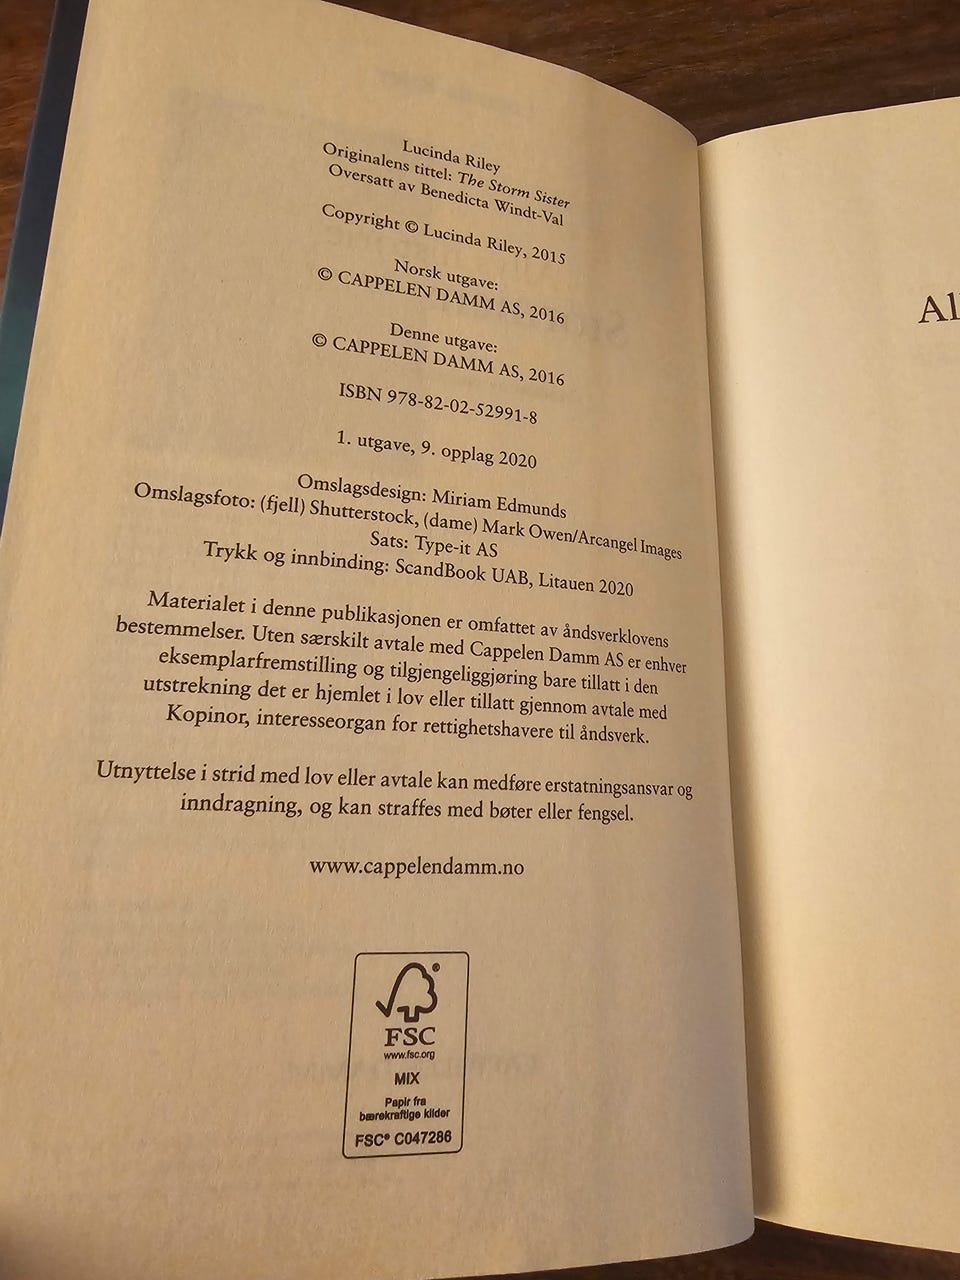 Lucinda Riley
Originalens tittel: The Storm Sister
Oversatt av Benedicta Windt-Val
Copyright © Lucinda Riley, 2015
Norsk utgave:
© CAPPELEN DAMM AS, 2016
Denne utgave:
© CAPPELEN DAMM AS, 2016
ISBN 978-82-02-52991-8
1. utgave, 9. opplag 2020
Omslagsdesign: Miriam Edmunds
Omslagsfoto: (fjell) Shutterstock, (dame) Mark Owen/Arcangel Images
Sats: Type-it AS
Trykk og innbinding: ScandBook UAB, Litauen 2020
Materialet i denne publikasjonen er omfattet av åndsverklovens
bestemmelser. Uten særskilt avtale med Cappelen Damm AS er enhver
eksemplarfremstilling og tilgjengeliggjøring bare tillatt i den
utstrekning det er hjemlet i lov eller tillatt gjennom avtale med
Kopinor, interesseorgan for rettighetshavere til åndsverk.
Utnyttelse i strid med lov eller avtale kan medføre erstatningsansvar og
inndragning, og kan straffes med bøter eller fengsel.
www.cappelendamm.no
FSC
www.fsc.org
MIX
Papir fra
bærekraftige kilder
FSC® C047286